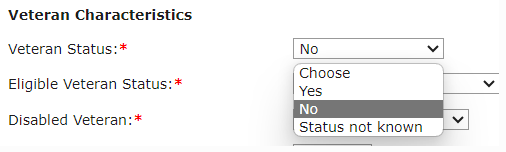 Veteran Characteristics
Veteran Status:* No
Choose
Eligible Veteran Status:*
Yes
No
Disabled Veteran:*
Status not known